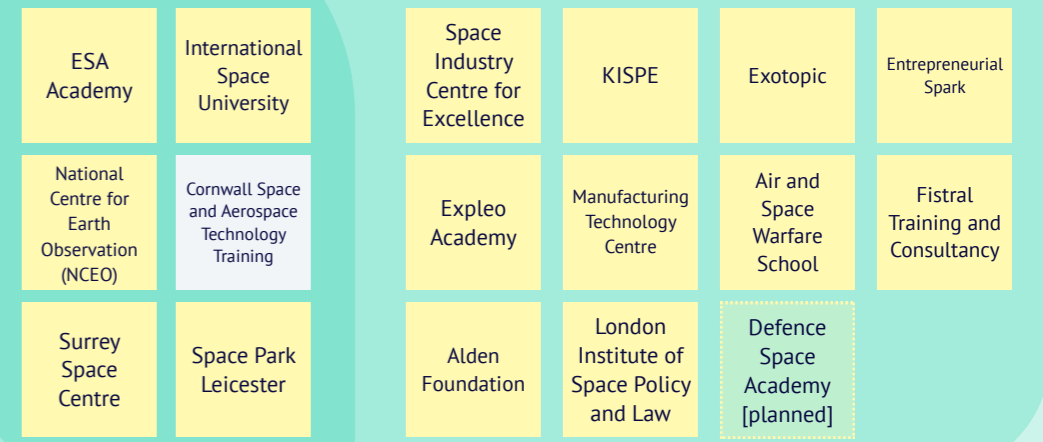 ESA
Academy
International
Space
University
Space
Industry
Centre for
Excellence
KISPE
Exotopic
Entrepreneurial
Spark
National
Centre for
Earth
Observation
(NCEO)
Cornwall Space
and Aerospace
Technology
Training
Expleo
Academy
Manufacturing
Technology
Centre
Air and
Space
Warfare
School
Fistral
Training and
Consultancy
Surrey
Space
Centre
Space Park
Leicester
Alden
Foundation
London
Institute of
Space Policy
and Law
Defence
Space
Academy
[planned]